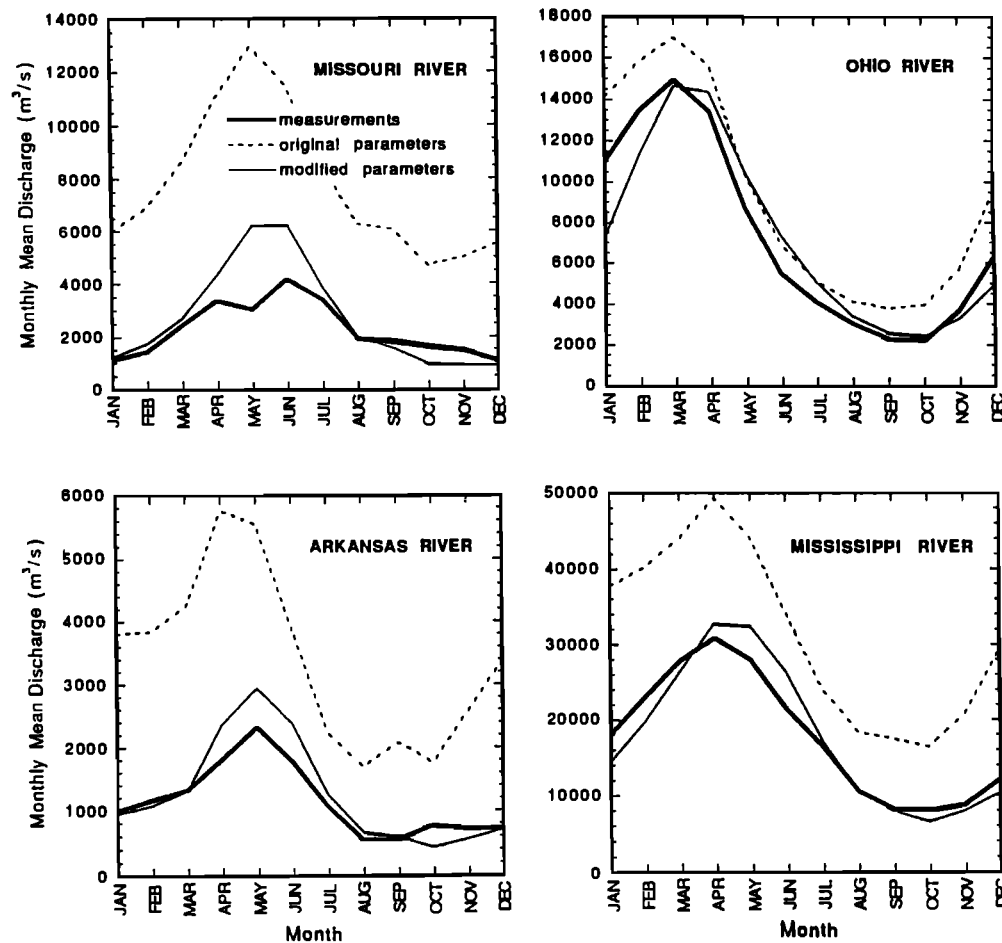 Monthly Mean Discharge (m³/s)
14000
12000
10000
8000
6000
4000
2000
0
MISSOURI RIVER
measurements
original parameters
modified parameters
JAN
FEB
MAR
APR
MAY
JUN
JUL
AUG
SEP
OCT
NOV
DEC
18000
16000
14000
12000
10000
8000
6000
4000
2000
0
OHIO RIVER
JAN
FEB
MAR
APR
MAY
JUN
JUL
AUG
SEP
OCT
NOV
DEC
Monthly Mean Discharge (m³/s)
6000
5000
4000
3000
2000
1000
0
ARKANSAS RIVER
JAN
FEB
MAR
APR
MAY
JUN
JUL
AUG
SEP
OCT
NOV
DEC
Month
50000
40000
30000
20000
10000
0
MISSISSIPPI RIVER
JAN
FEB
MAR
APR
MAY
JUN
JUL
AUG
SEP
OCT
NOV
DEC
Month